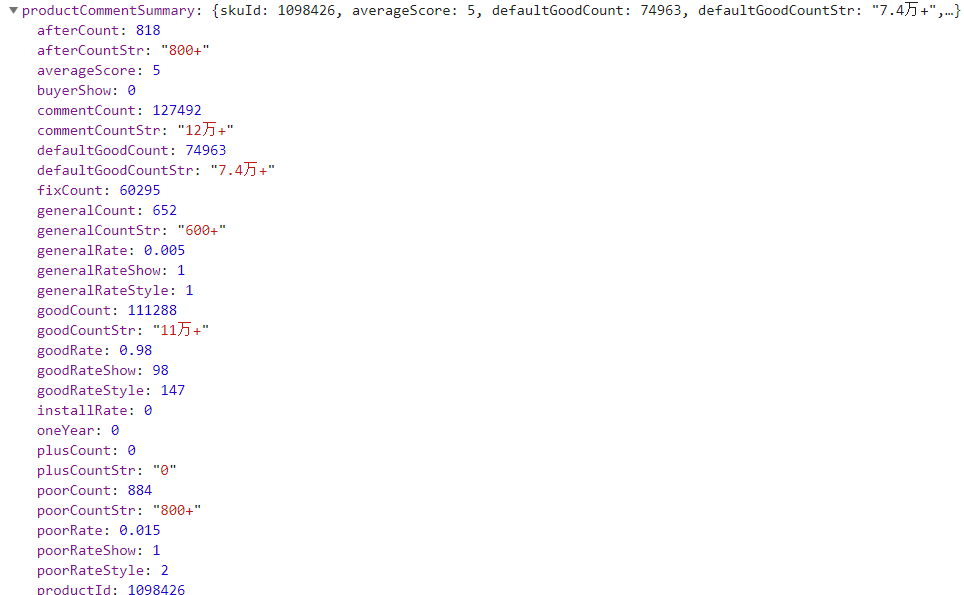 productCommentSummary: {skuId: 1098426, averageScore: 5, defaultGoodCount: 74963, defaultGoodCountStr: "7.4万+",…}
afterCount: 818
afterCountStr: "800+"
averageScore: 5
buyerShow: 0
commentCount: 127492
commentCountStr: "12万+"
defaultGoodCount: 74963
defaultGoodCountStr: "7.4万+"
fixCount: 60295
generalCount: 652
generalCountStr: "600+"
generalRate: 0.005
generalRateShow: 1
generalRateStyle: 1
goodCount: 111288
goodCountStr: "11万+"
goodRate: 0.98
goodRateShow: 98
goodRateStyle: 147
installRate: 0
oneYear: 0
plusCount: 0
plusCountStr: "0"
poorCount: 884
poorCountStr: "800+"
poorRate: 0.015
poorRateShow: 1
poorRateStyle: 2
productId: 1098426